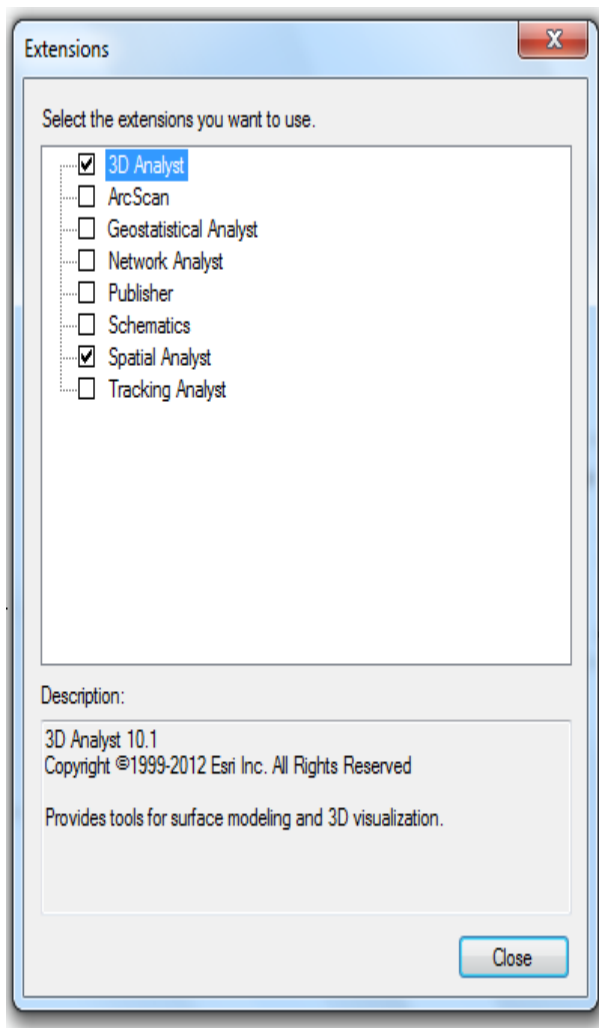 Extensions
Select the extensions you want to use.
3D Analyst
ArcScan
Geostatistical Analyst
Network Analyst
Publisher
Schematics
Spatial Analyst
Tracking Analyst
Description:
3D Analyst 10.1
Copyright ©1999-2012 Esri Inc. All Rights Reserved
Provides tools for surface modeling and 3D visualization.
Close